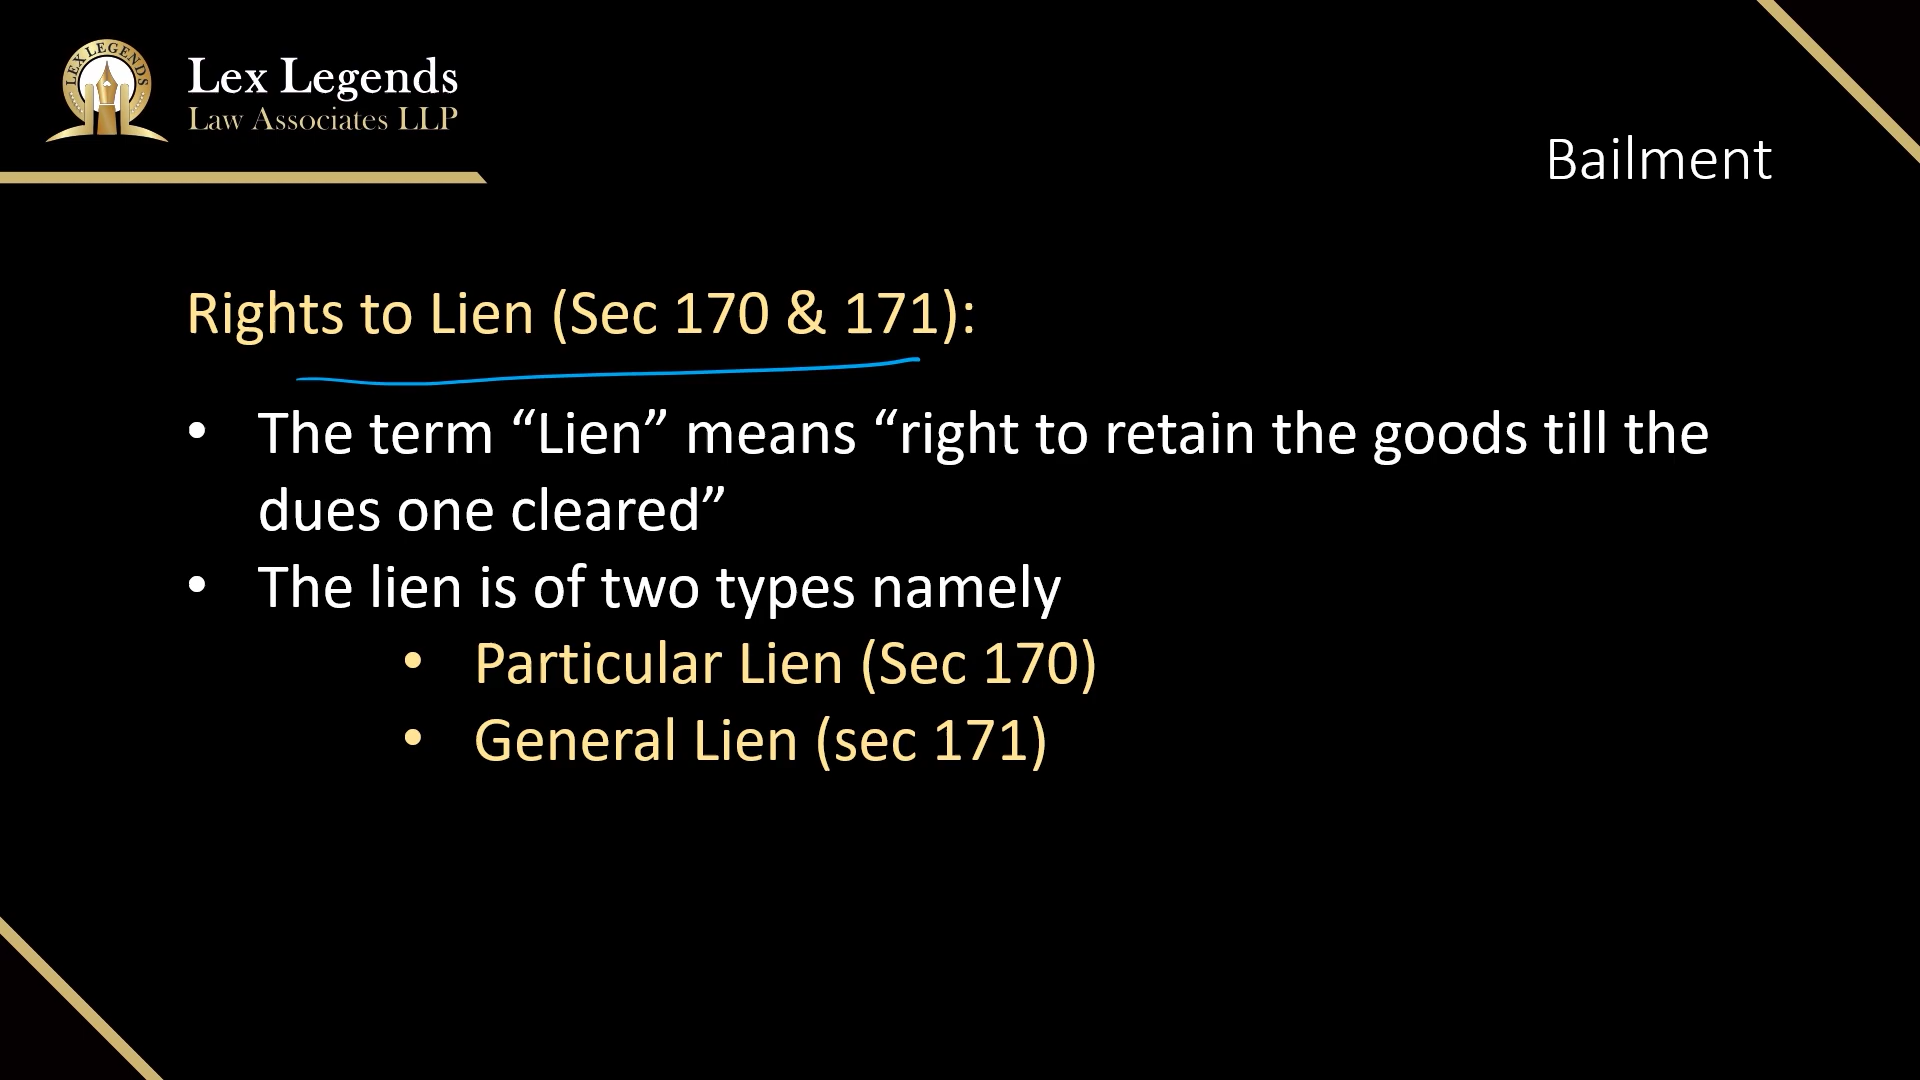 LEX LEGENDS
Lex Legends
Law Associates LLP
Bailment
Rights to Lien (Sec 170 & 171):
• The term “Lien” means “right to retain the goods till the
dues one cleared”
• The lien is of two types namely
• Particular Lien (Sec 170)
• General Lien (sec 171)